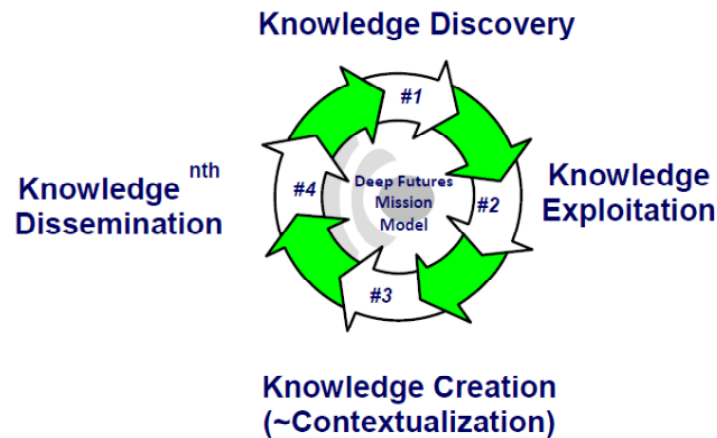 Knowledge Discovery
#1
Knowledge nth
Dissemination
#4
Deep Futures
Mission
Model
#2
Knowledge
Exploitation
#3
Knowledge Creation
(~Contextualization)